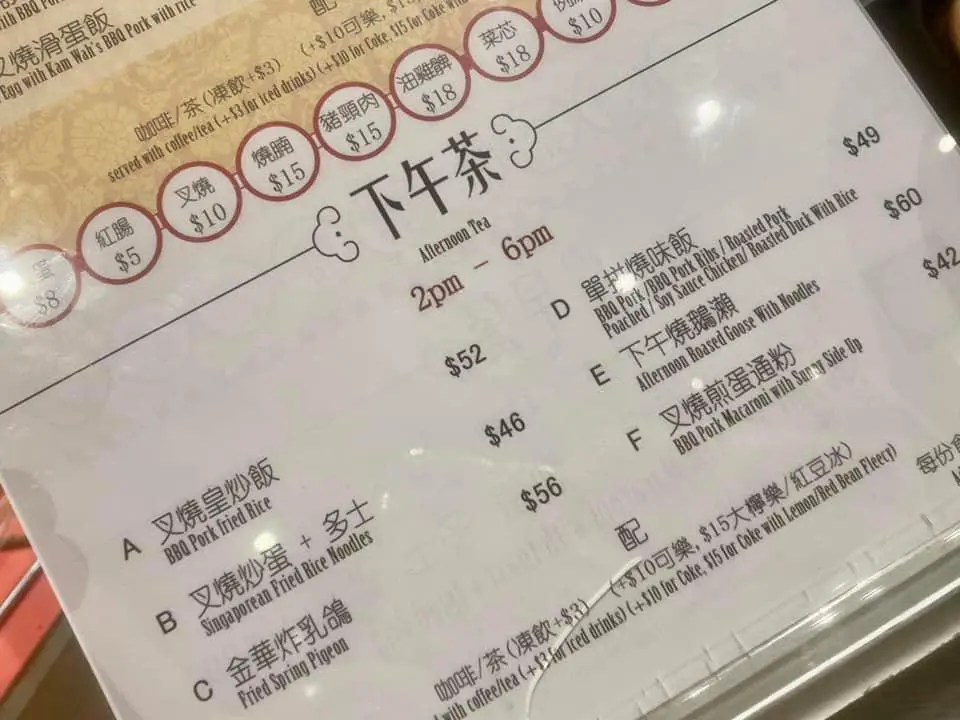 with BBQ Pork
叉燒滑蛋飯
Egg with Kam Wah's BBQ Pork with rice
配
咖啡/茶(凍飲+$3)
(+$10可樂, $15
served with coffee/tea (+$3 for iced drinks) (+$10 for Coke, $15 for Coke with
$8
紅腸
$5
叉燒
$10
燒腩
$15
豬頸肉
$15
油雞髀
$18
菜芯
$18
$10
下午茶
Afternoon Tea
2pm – 6pm
A 叉燒皇炒飯 $52
BBQ Pork fried Rice
B 叉燒炒蛋 + 多士 $46
Singaporean Fried Rice Noodles
C 金華炸乳鴿 $56
Fried Spring Pigeon
D 單拼燒味飯 $49
BBQ Pork /BBQ Pork Ribs / Roasted Pork
Poached / Soy Sauce Chicken/ Roasted Duck With Rice
E 下午燒鵝瀨 $60
Afternoon Roased Goose With Noodles
F 叉燒煎蛋通粉 $42
BBQ Pork Macaroni with Sunny Side Up
配
咖啡/茶(凍飲+$3) (+$10可樂, $15大檸樂/紅豆冰)
with coffee/tea (+$3 for iced drinks) (+$10 for Coke, $15 for Coke with Lemon/Red Bean Fleecy)
每份